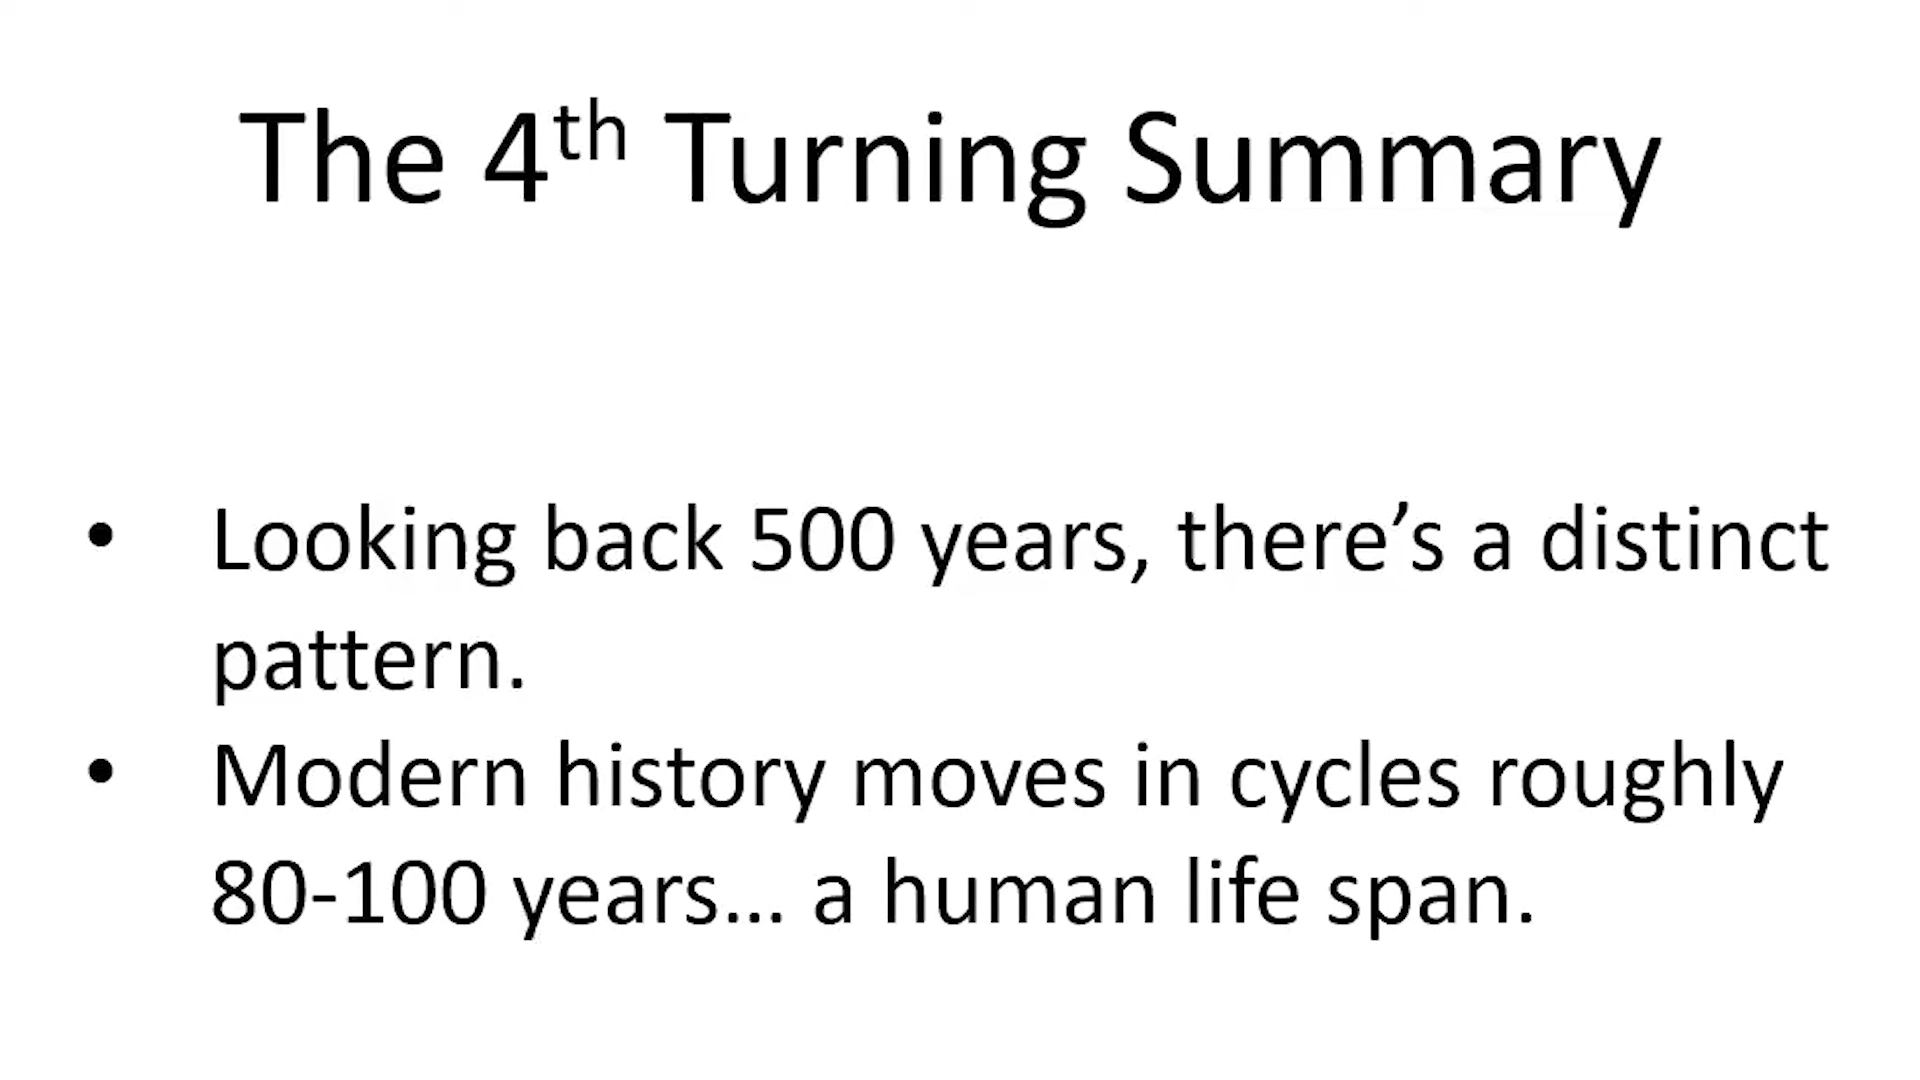 The 4th Turning Summary
• Looking back 500 years, there’s a distinct
pattern.
• Modern history moves in cycles roughly
80-100 years... a human life span.